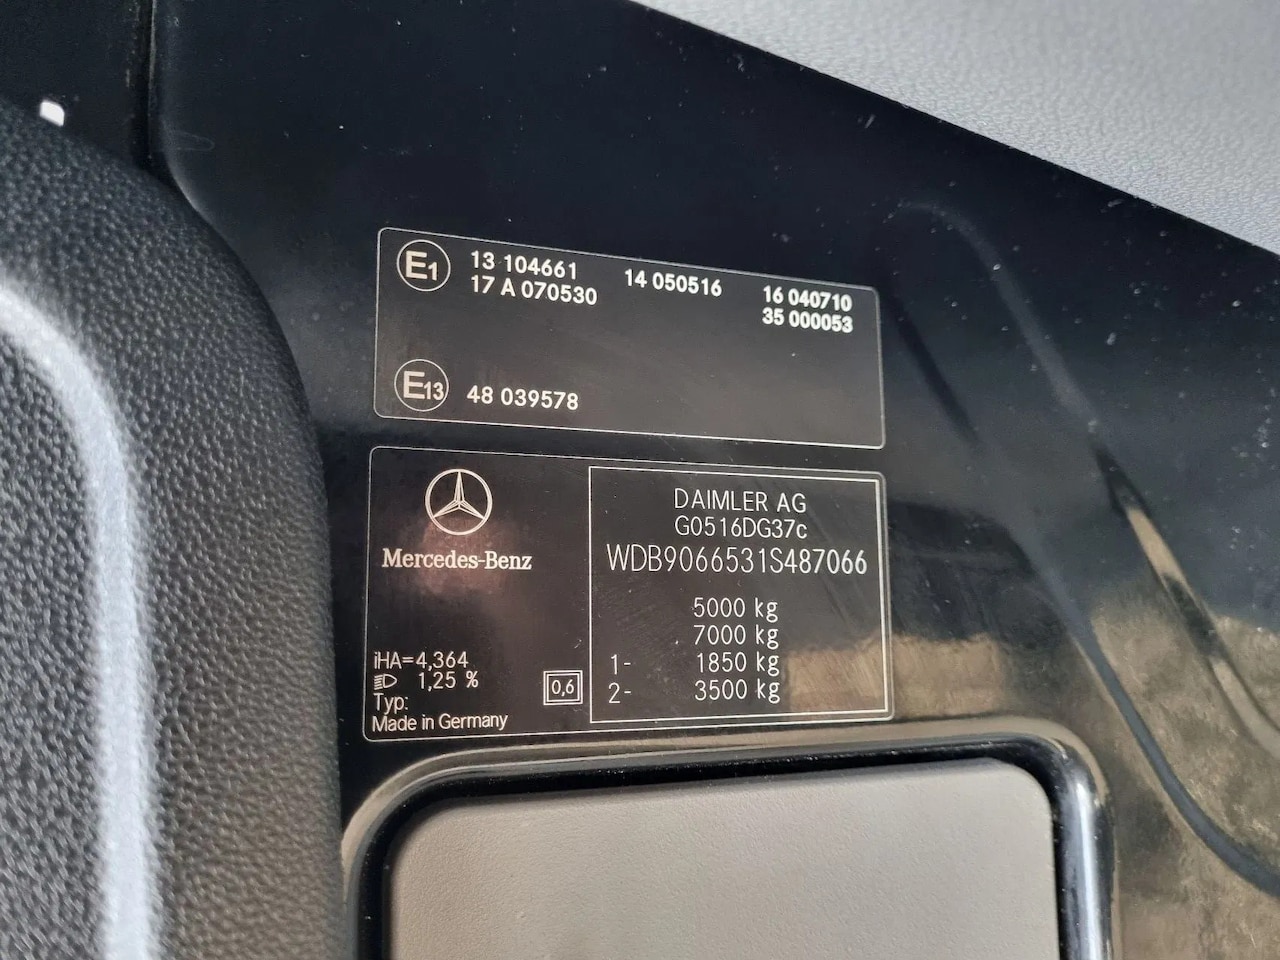 E1 13 104661 14 050516 16 040710
17 A 070530 35 000053
E13 48 039578
Mercedes-Benz
DAIMLER AG
G0516DG37c
WDB9066531S487066
5000 kg
7000 kg
1- 1850 kg
2- 3500 kg
iHA=4,364
1,25 %
Typ:
0,6
Made in Germany